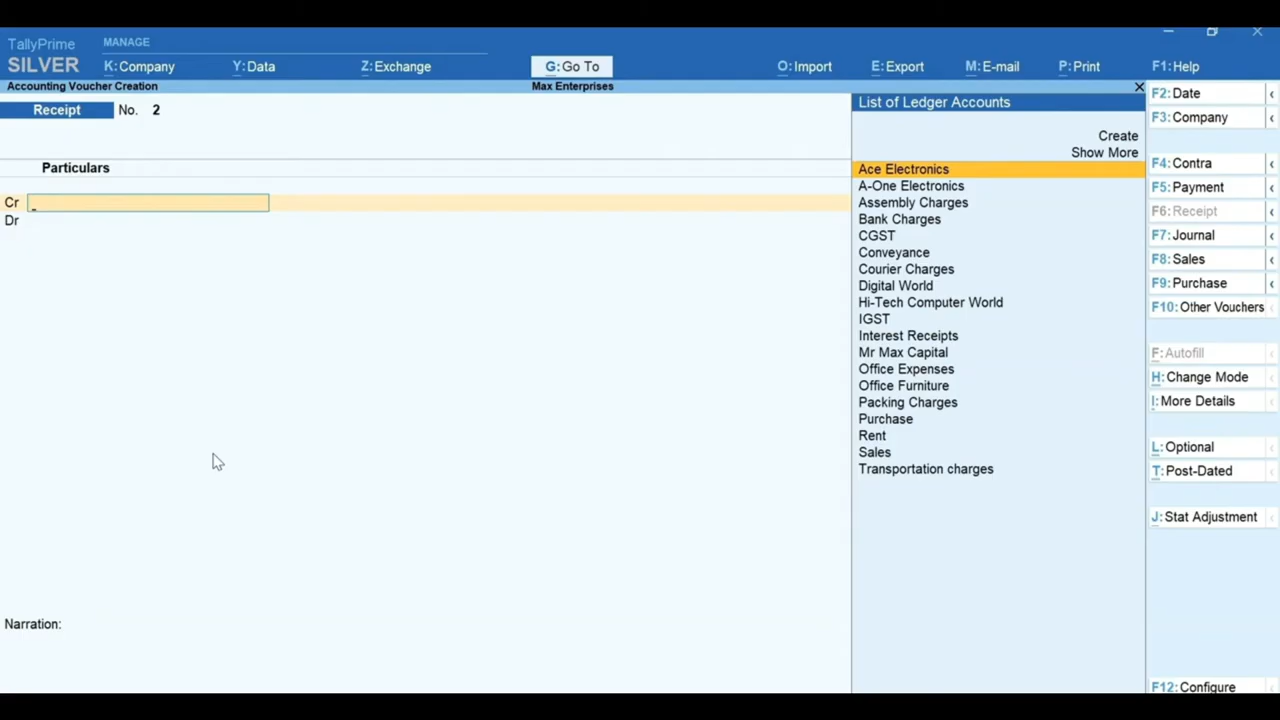 TallyPrime
SILVER
MANAGE
K:Company
Y:Data
Z:Exchange
G:Go To
O:Import
E:Export
M:E-mail
P:Print
F1:Help
Accounting Voucher Creation
Max Enterprises
Receipt No. 2
Particulars
Cr
Dr
Narration:
List of Ledger Accounts
Create
Show More
Ace Electronics
A-One Electronics
Assembly Charges
Bank Charges
CGST
Conveyance
Courier Charges
Digital World
Hi-Tech Computer World
IGST
Interest Receipts
Mr Max Capital
Office Expenses
Office Furniture
Packing Charges
Purchase
Rent
Sales
Transportation charges
F2:Date
F3:Company
F4:Contra
F5:Payment
F6:Receipt
F7:Journal
F8:Sales
F9:Purchase
F10:Other Vouchers
F:Autofill
H:Change Mode
I:More Details
L:Optional
T:Post-Dated
J:Stat Adjustment
F12:Configure